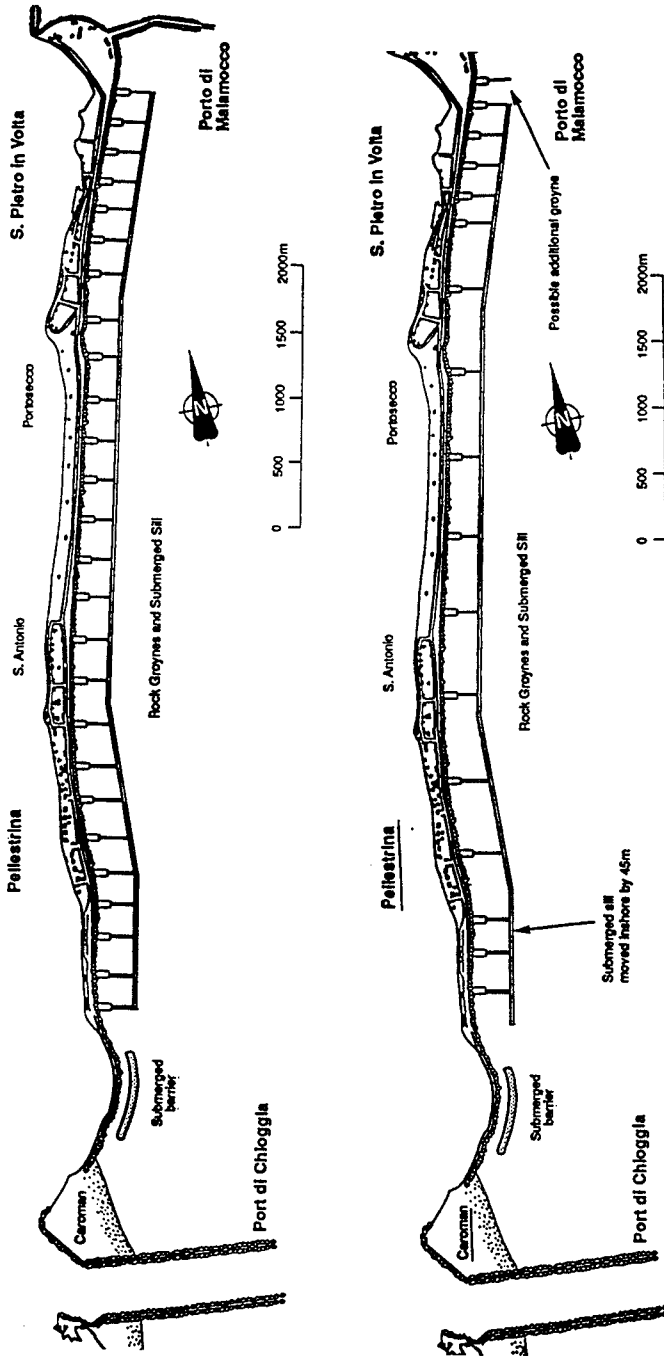 Pellestrina
S. Antonio
Portosecco
S. Pietro in Volta
Caroman
Submerged
barrier
Rock Groynes and Submerged Sill
N
Porto di
Malamocco
Port di Chioggia
0 500 1000 1500 2000m
Pellestrina
S. Antonio
Portosecco
S. Pietro in Volta
Caroman
Submerged
barrier
Rock Groynes and Submerged Sill
N
Possible additional groyne
Porto di
Malamocco
Submerged sill
moved inshore by 45m
Port di Chioggia
0 500 1000 1500 2000m